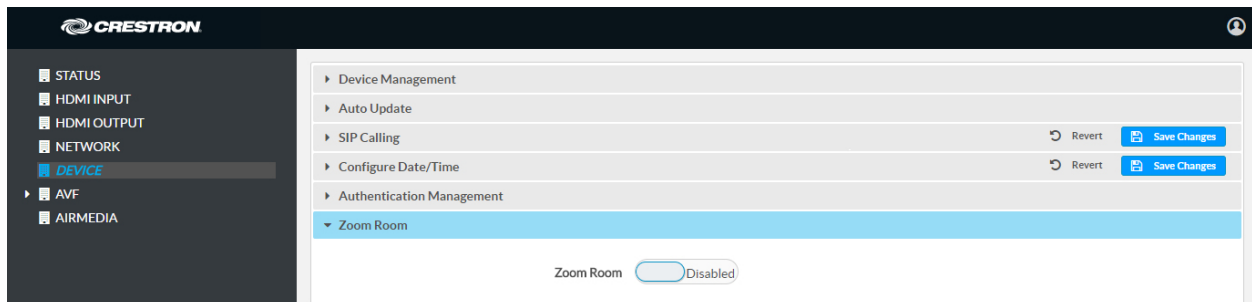 CRESTRON
STATUS
HDMI INPUT
HDMI OUTPUT
NETWORK
DEVICE
AVF
AIRMEDIA
Device Management
Auto Update
SIP Calling Revert Save Changes
Configure Date/Time Revert Save Changes
Authentication Management
Zoom Room
Zoom Room Disabled